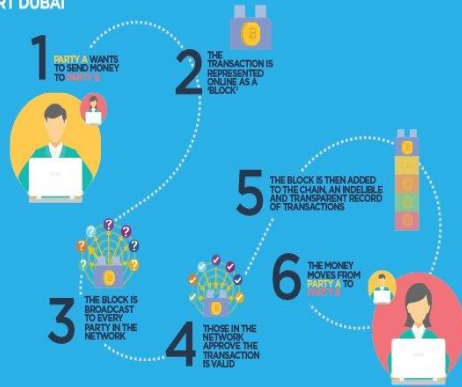 RT DUBAI
1
PARTY A WANTS
TO SEND MONEY
TO PARTY B
2
THE
TRANSACTION IS
REPRESENTED
ONLINE AS A
'BLOCK'
3
THE BLOCK IS
BROADCAST
TO EVERY
PARTY IN THE
NETWORK
4
THOSE IN THE
NETWORK
APPROVE THE
TRANSACTION
IS VALID
5
THE BLOCK IS THEN ADDED
TO THE CHAIN, AN INDELIBLE
AND TRANSPARENT RECORD
OF TRANSACTIONS
6
THE MONEY
MOVES FROM
PARTY A TO
PARTY B